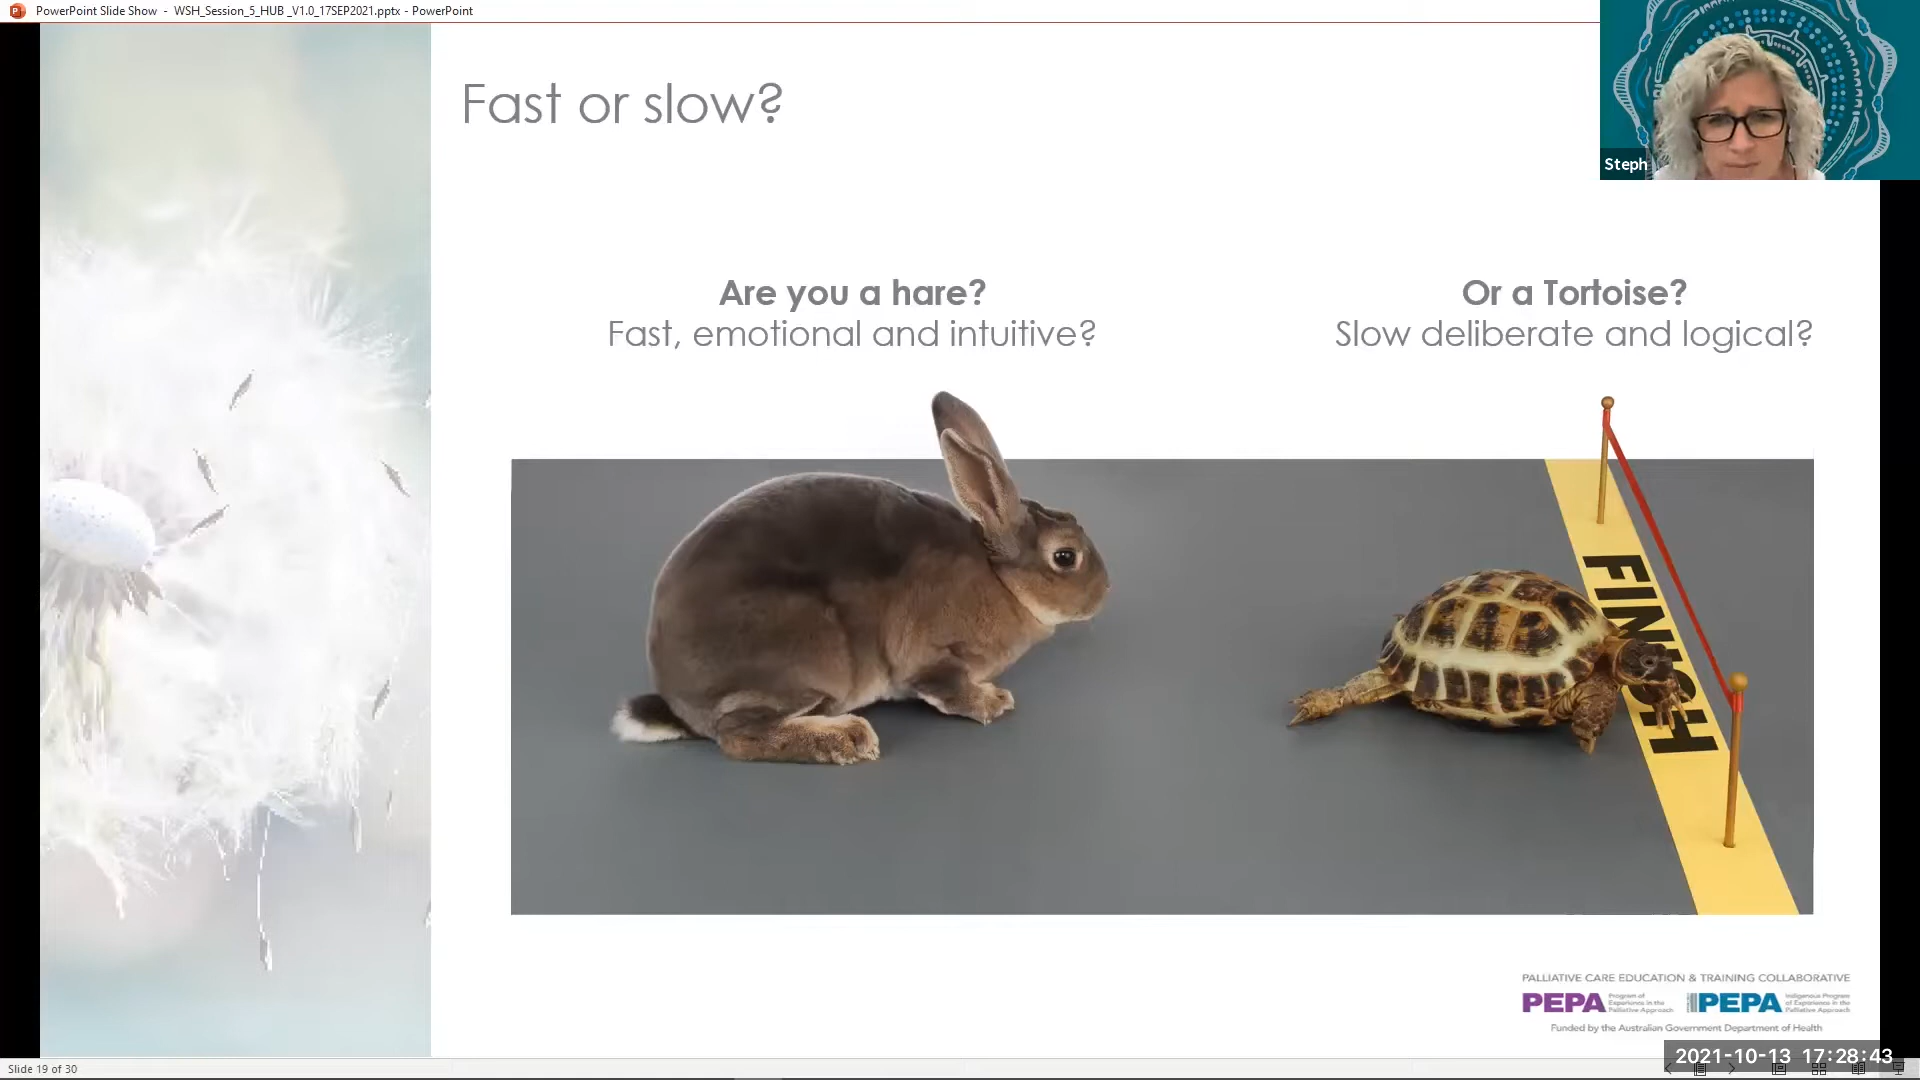 PowerPoint Slide Show - WSH_Session_5_HUB _V1.0_17SEP2021.pptx - PowerPoint
Steph
Fast or slow?
Are you a hare?
Fast, emotional and intuitive?
Or a Tortoise?
Slow deliberate and logical?
FINISH
PALLIATIVE CARE EDUCATION & TRAINING COLLABORATIVE
PEPA Program of Experience in the Palliative Approach
IPEPA Indigenous Program of Experience in the Palliative Approach
Funded by the Australian Government Department of Health
2021-10-13 17:28:43
Slide 19 of 30